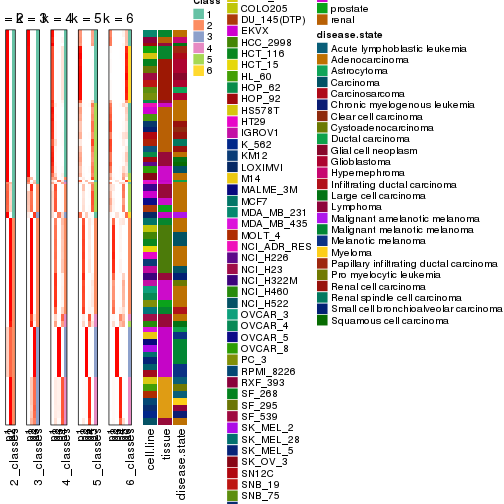 = 2
k = 3
k = 4
k = 5
k = 6
Class
1
2
3
4
5
6
COLO205
DU_145(DTP)
EKVX
HCC_2998
HCT_116
HCT_15
HL_60
HOP_62
HOP_92
HS578T
HT29
IGROV1
K_562
KM12
LOXIMVI
M14
MALME_3M
MCF7
MDA_MB_231
MDA_MB_435
MOLT_4
NCI_ADR_RES
NCI_H226
NCI_H23
NCI_H322M
NCI_H460
NCI_H522
OVCAR_3
OVCAR_4
OVCAR_5
OVCAR_8
PC_3
RPMI_8226
RXF_393
SF_268
SF_295
SF_539
SK_MEL_2
SK_MEL_28
SK_MEL_5
SK_OV_3
SN12C
SNB_19
SNB_75
prostate
renal
disease.state
Acute lymphoblastic leukemia
Adenocarcinoma
Astrocytoma
Carcinoma
Carcinosarcoma
Chronic myelogenous leukemia
Clear cell carcinoma
Cystoadenocarcinoma
Ductal carcinoma
Glial cell neoplasm
Glioblastoma
Hypernephroma
Infiltrating ductal carcinoma
Large cell carcinoma
Lymphoma
Malignant amelanotic melanoma
Malignant melanotic melanoma
Melanotic melanoma
Myeloma
Papillary infiltrating ductal carcinoma
Pro myelocytic leukemia
Renal cell carcinoma
Renal spindle cell carcinoma
Small cell bronchioalveolar carcinoma
Squamous cell carcinoma
2_classes
3_classes
4_classes
5_classes
6_classes
cell.line
tissue
disease.state